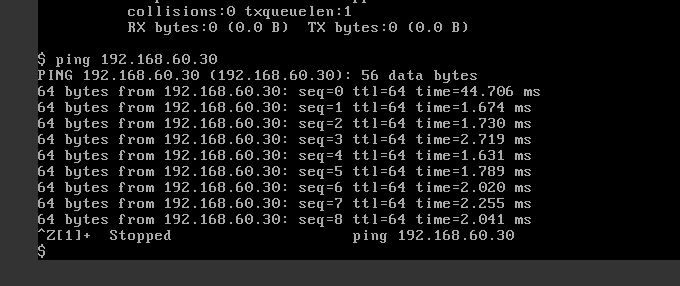 collisions:0 txqueuelen:1
RX bytes:0 (0.0 B)  TX bytes:0 (0.0 B)
$ ping 192.168.60.30
PING 192.168.60.30 (192.168.60.30): 56 data bytes
64 bytes from 192.168.60.30: seq=0 ttl=64 time=44.706 ms
64 bytes from 192.168.60.30: seq=1 ttl=64 time=1.674 ms
64 bytes from 192.168.60.30: seq=2 ttl=64 time=1.730 ms
64 bytes from 192.168.60.30: seq=3 ttl=64 time=2.719 ms
64 bytes from 192.168.60.30: seq=4 ttl=64 time=1.631 ms
64 bytes from 192.168.60.30: seq=5 ttl=64 time=1.789 ms
64 bytes from 192.168.60.30: seq=6 ttl=64 time=2.020 ms
64 bytes from 192.168.60.30: seq=7 ttl=64 time=2.255 ms
64 bytes from 192.168.60.30: seq=8 ttl=64 time=2.041 ms
^Z[1]+  Stopped                    ping 192.168.60.30
$